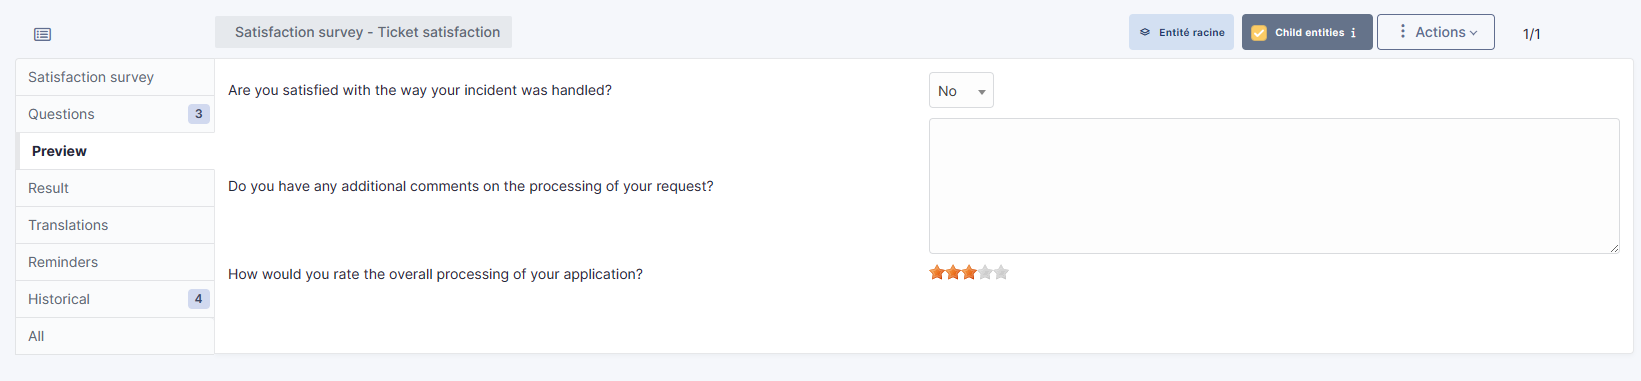 Satisfaction survey - Ticket satisfaction
Entité racine
Child entities i
Actions
1/1
Satisfaction survey
Questions 3
Preview
Result
Translations
Reminders
Historical 4
All
Are you satisfied with the way your incident was handled?
No
Do you have any additional comments on the processing of your request?
How would you rate the overall processing of your application?